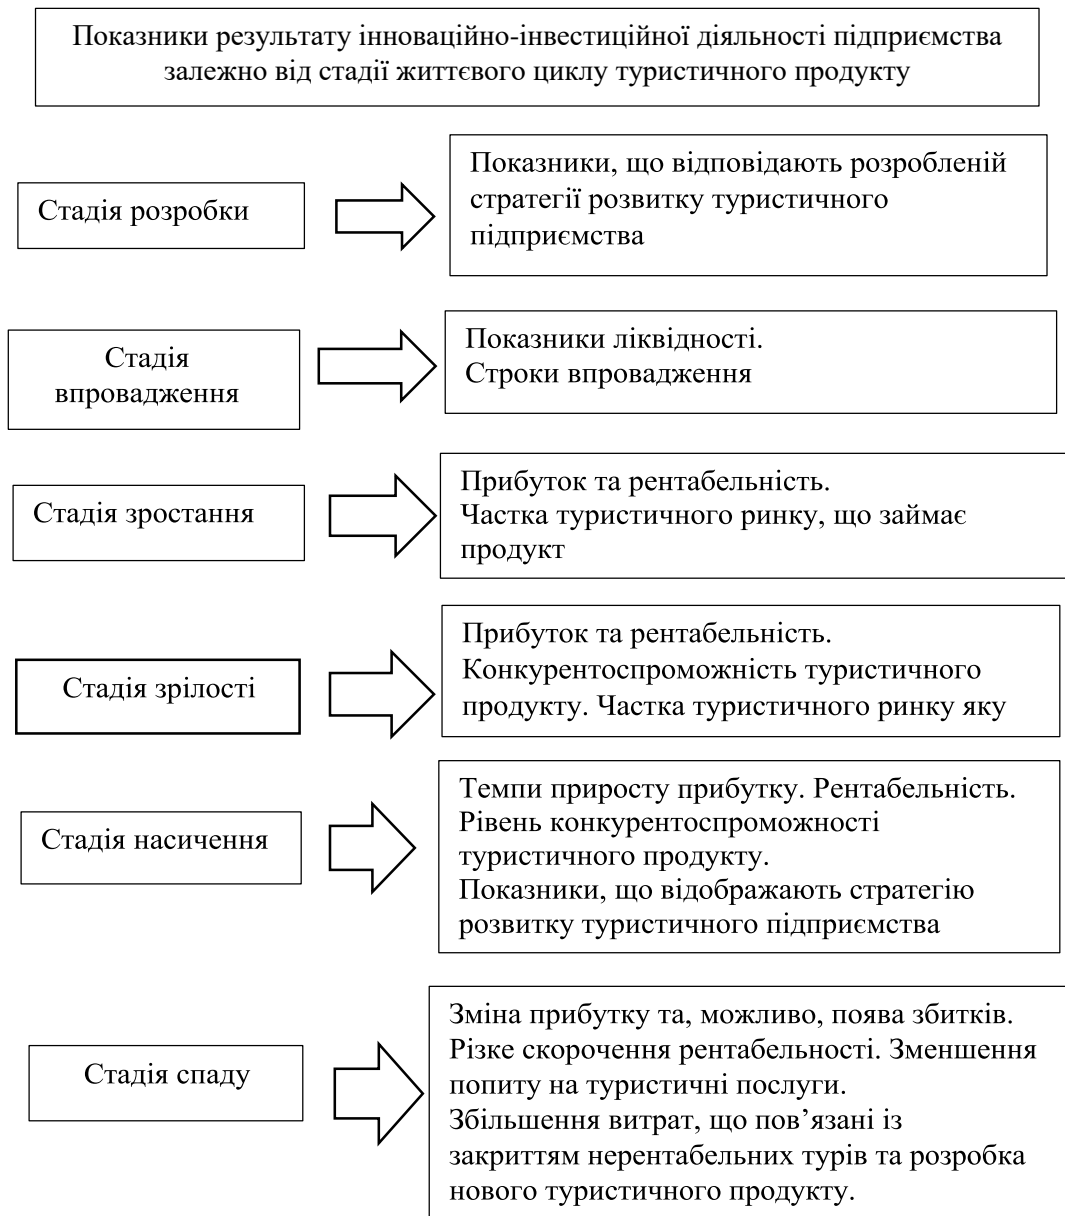 Показники результату інноваційно-інвестиційної діяльності підприємства
залежно від стадії життєвого циклу туристичного продукту
Стадія розробки
Показники, що відповідають розробленій
стратегії розвитку туристичного
підприємства
Стадія
впровадження
Показники ліквідності.
Строки впровадження
Стадія зростання
Прибуток та рентабельність.
Частка туристичного ринку, що займає
продукт
Стадія зрілості
Прибуток та рентабельність.
Конкурентоспроможність туристичного
продукту. Частка туристичного ринку яку
Стадія насичення
Темпи приросту прибутку. Рентабельність.
Рівень конкурентоспроможності
туристичного продукту.
Показники, що відображають стратегію
розвитку туристичного підприємства
Стадія спаду
Зміна прибутку та, можливо, поява збитків.
Різке скорочення рентабельності. Зменшення
попиту на туристичні послуги.
Збільшення витрат, що пов’язані із
закриттям нерентабельних турів та розробка
нового туристичного продукту.